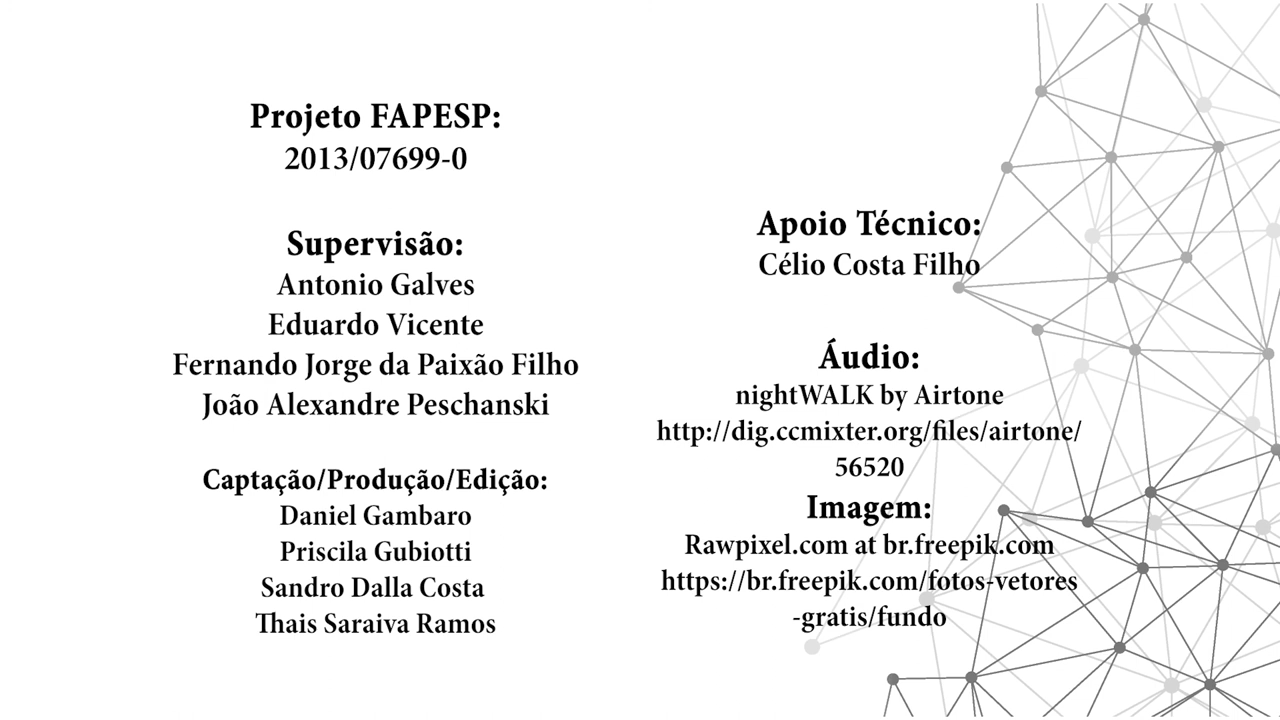 Projeto FAPESP:
2013/07699-0
Supervisão:
Antonio Galves
Eduardo Vicente
Fernando Jorge da Paixão Filho
João Alexandre Peschanski
Captação/Produção/Edição:
Daniel Gambaro
Priscila Gubiotti
Sandro Dalla Costa
Thais Saraiva Ramos
Apoio Técnico:
Célio Costa Filho
Áudio:
nightWALK by Airtone
http://dig.ccmixter.org/files/airtone/
56520
Imagem:
Rawpixel.com at br.freepik.com
https://br.freepik.com/fotos-vetores
-gratis/fundo